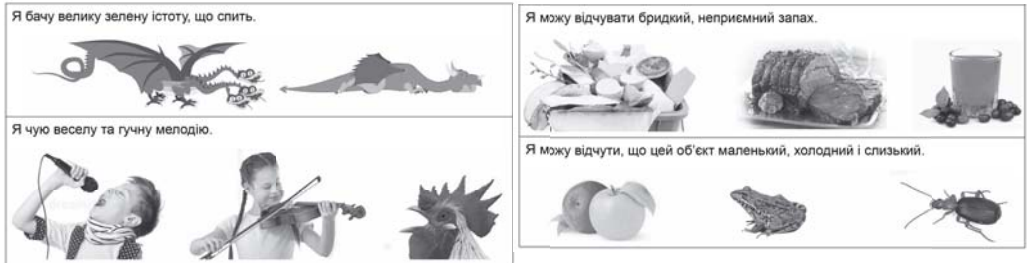 Я бачу велику зелену істоту, що спить.
Я чую веселу та гучну мелодію.
Я можу відчувати бридкий, неприємний запах.
Я можу відчути, що цей об’єкт маленький, холодний і слизький.